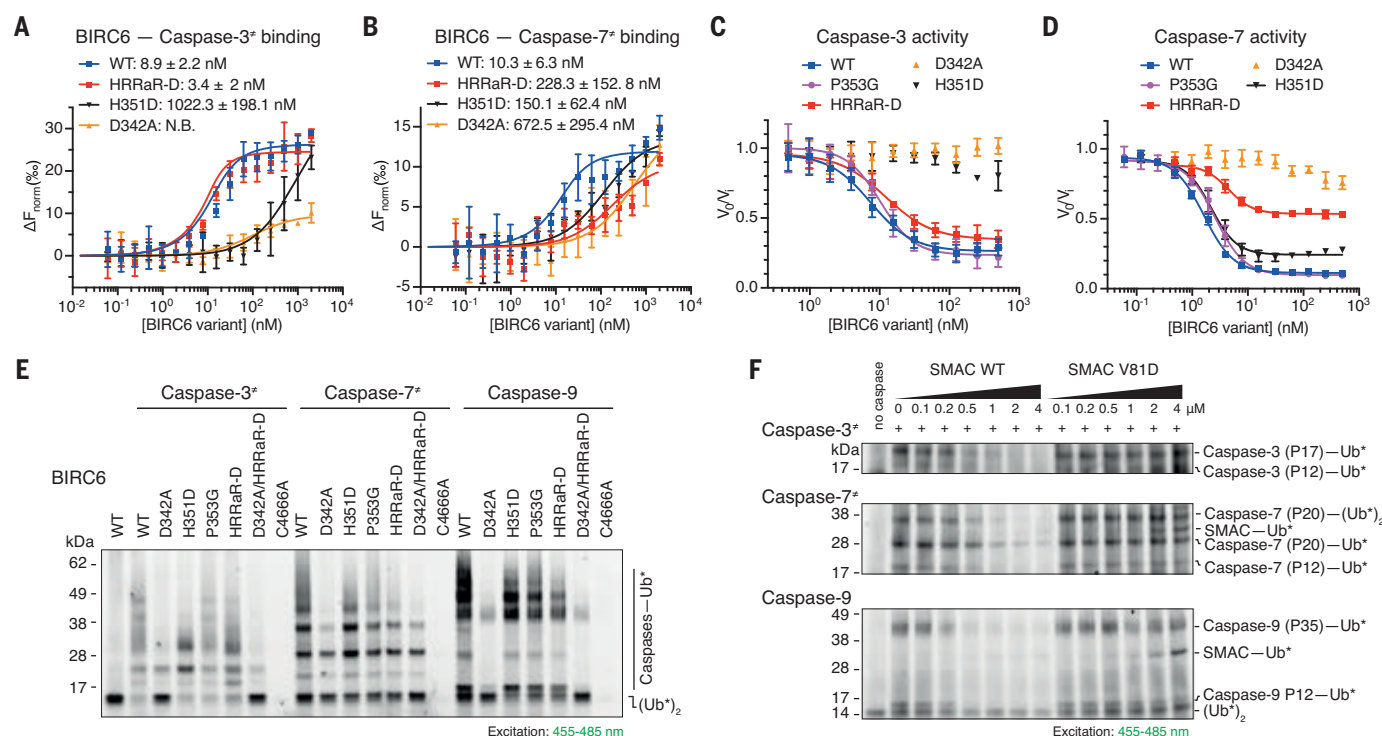 A
BIRC6 — Caspase-3≠ binding
WT: 8.9 ± 2.2 nM
HRRaR-D: 3.4 ± 2 nM
H351D: 1022.3 ± 198.1 nM
D342A: N.B.
ΔFnorm(‰)
30
20
10
0
10-2 10-1 100 101 102 103 104
[BIRC6 variant] (nM)
B
BIRC6 — Caspase-7≠ binding
WT: 10.3 ± 6.3 nM
HRRaR-D: 228.3 ± 152.8 nM
H351D: 150.1 ± 62.4 nM
D342A: 672.5 ± 295.4 nM
ΔFnorm(‰)
15
10
5
0
-5
10-2 10-1 100 101 102 103 104
[BIRC6 variant] (nM)
C
Caspase-3 activity
WT D342A
P353G H351D
HRRaR-D
V0/Vi
1.0
0.5
0.0
100 101 102 103
[BIRC6 variant] (nM)
D
Caspase-7 activity
WT D342A
P353G H351D
HRRaR-D
V0/Vi
1.0
0.5
0.0
10-1 100 101 102 103
[BIRC6 variant] (nM)
E
Caspase-3≠ Caspase-7≠ Caspase-9
BIRC6
WT WT D342A H351D P353G HRRaR-D D342A/HRRaR-D C4666A WT D342A H351D P353G HRRaR-D D342A/HRRaR-D C4666A WT D342A H351D P353G HRRaR-D D342A/HRRaR-D C4666A
kDa
62
49
38
28
17
Caspases—Ub*
(Ub*)2
Excitation: 455-485 nm
F
no caspase
SMAC WT SMAC V81D
0 0.1 0.2 0.5 1 2 4 0.1 0.2 0.5 1 2 4 µM
Caspase-3≠ + + + + + + + + + + + + +
kDa
17
Caspase-3 (P17)—Ub*
Caspase-3 (P12)—Ub*
Caspase-7≠
38
28
17
Caspase-7 (P20)—(Ub*)2
SMAC—Ub*
Caspase-7 (P20)—Ub*
Caspase-7 (P12)—Ub*
Caspase-9
49
38
28
17
14
Caspase-9 (P35)—Ub*
SMAC—Ub*
Caspase-9 P12—Ub*
(Ub*)2
Excitation: 455-485 nm